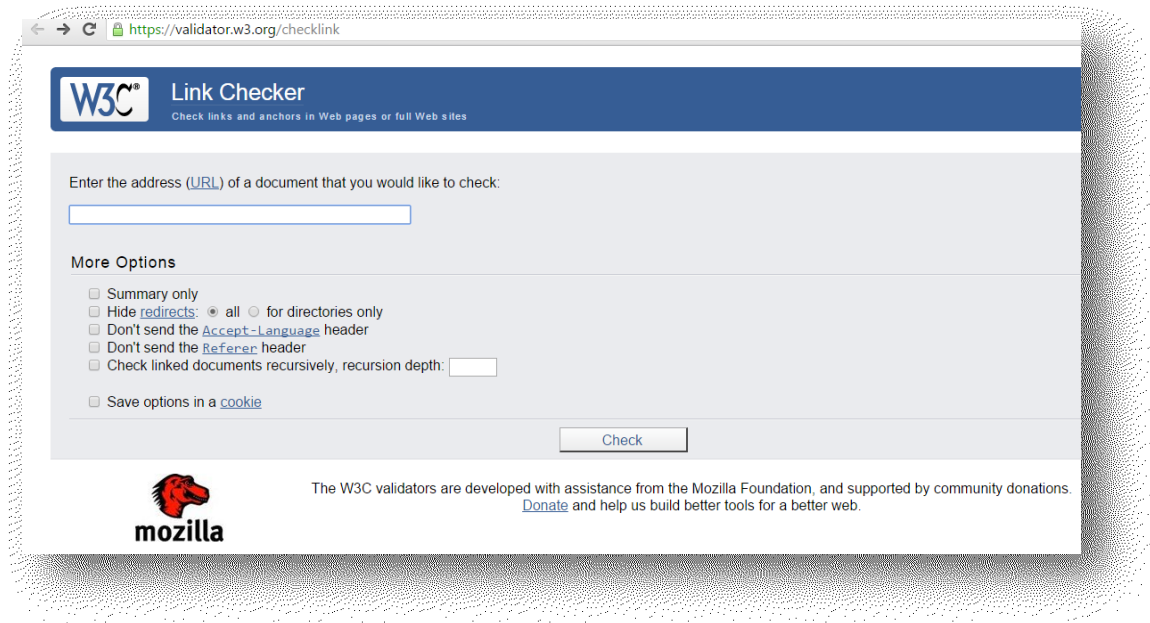 https://validator.w3.org/checklink
W3C® Link Checker
Check links and anchors in Web pages or full Web sites
Enter the address (URL) of a document that you would like to check:
More Options
Summary only
Hide redirects: all for directories only
Don't send the Accept-Language header
Don't send the Referer header
Check linked documents recursively, recursion depth:
Save options in a cookie
Check
The W3C validators are developed with assistance from the Mozilla Foundation, and supported by community donations.
Donate and help us build better tools for a better web.
mozilla